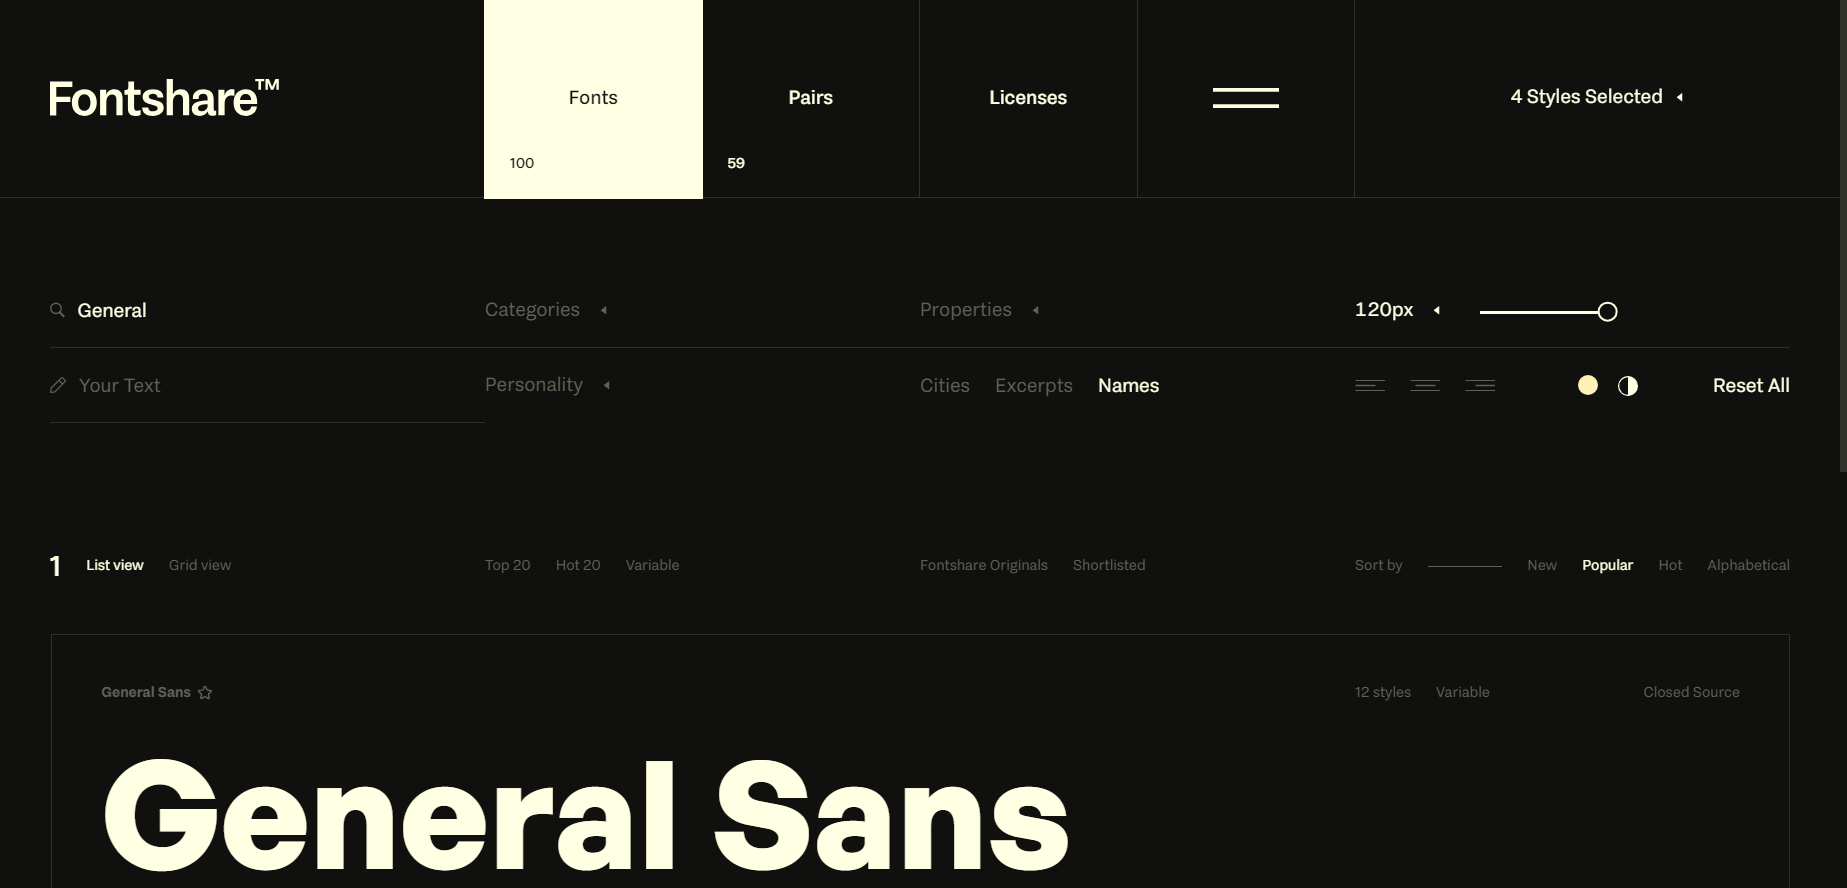 Fontshare™
Fonts
Pairs
Licenses
4 Styles Selected
100
59
General
Categories
Properties
120px
Your Text
Personality
Cities Excerpts Names
Reset All
1 List view Grid view
Top 20 Hot 20 Variable
Fontshare Originals Shortlisted
Sort by New Popular Hot Alphabetical
General Sans
12 styles Variable
Closed Source
General Sans